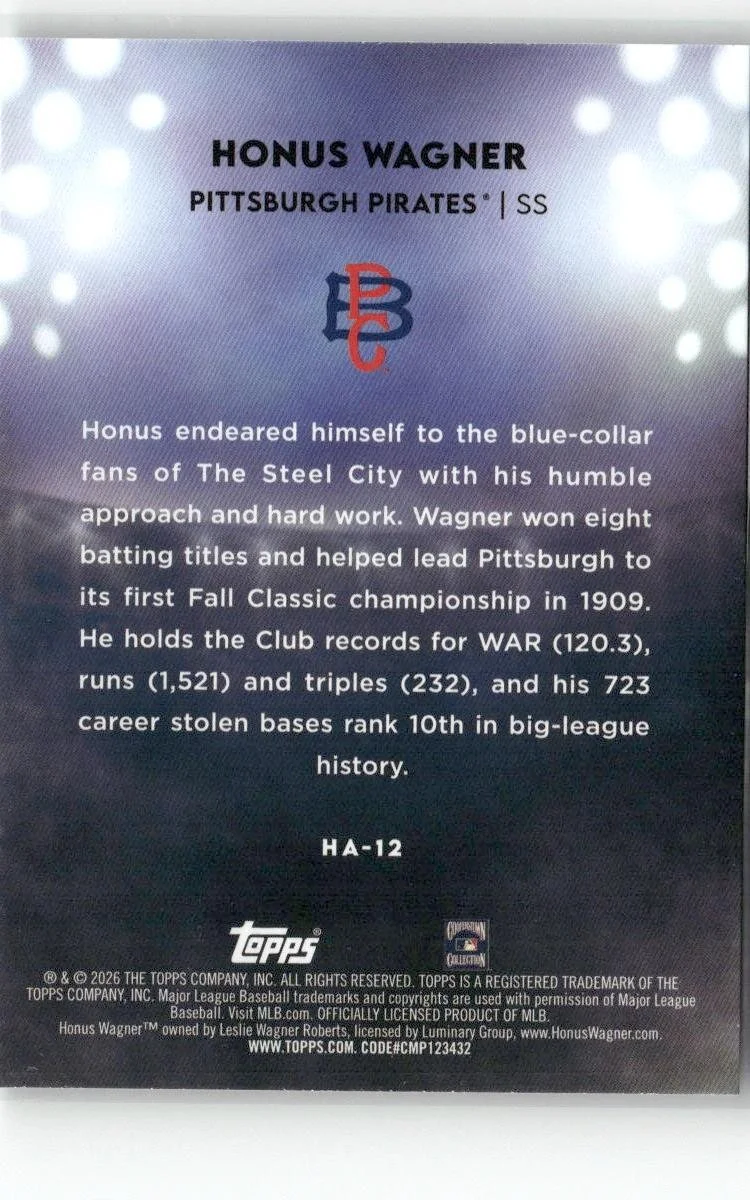 HONUS WAGNER
PITTSBURGH PIRATES® | SS
PBC
Honus endeared himself to the blue-collar
fans of The Steel City with his humble
approach and hard work. Wagner won eight
batting titles and helped lead Pittsburgh to
its first Fall Classic championship in 1909.
He holds the Club records for WAR (120.3),
runs (1,521) and triples (232), and his 723
career stolen bases rank 10th in big-league
history.
HA-12
topps®
COOPERSTOWN
COLLECTION
® & © 2026 THE TOPPS COMPANY, INC. ALL RIGHTS RESERVED. TOPPS IS A REGISTERED TRADEMARK OF THE
TOPPS COMPANY, INC. Major League Baseball trademarks and copyrights are used with permission of Major League
Baseball. Visit MLB.com. OFFICIALLY LICENSED PRODUCT OF MLB.
Honus Wagner™ owned by Leslie Wagner Roberts, licensed by Luminary Group, www.HonusWagner.com.
WWW.TOPPS.COM. CODE#CMP123432